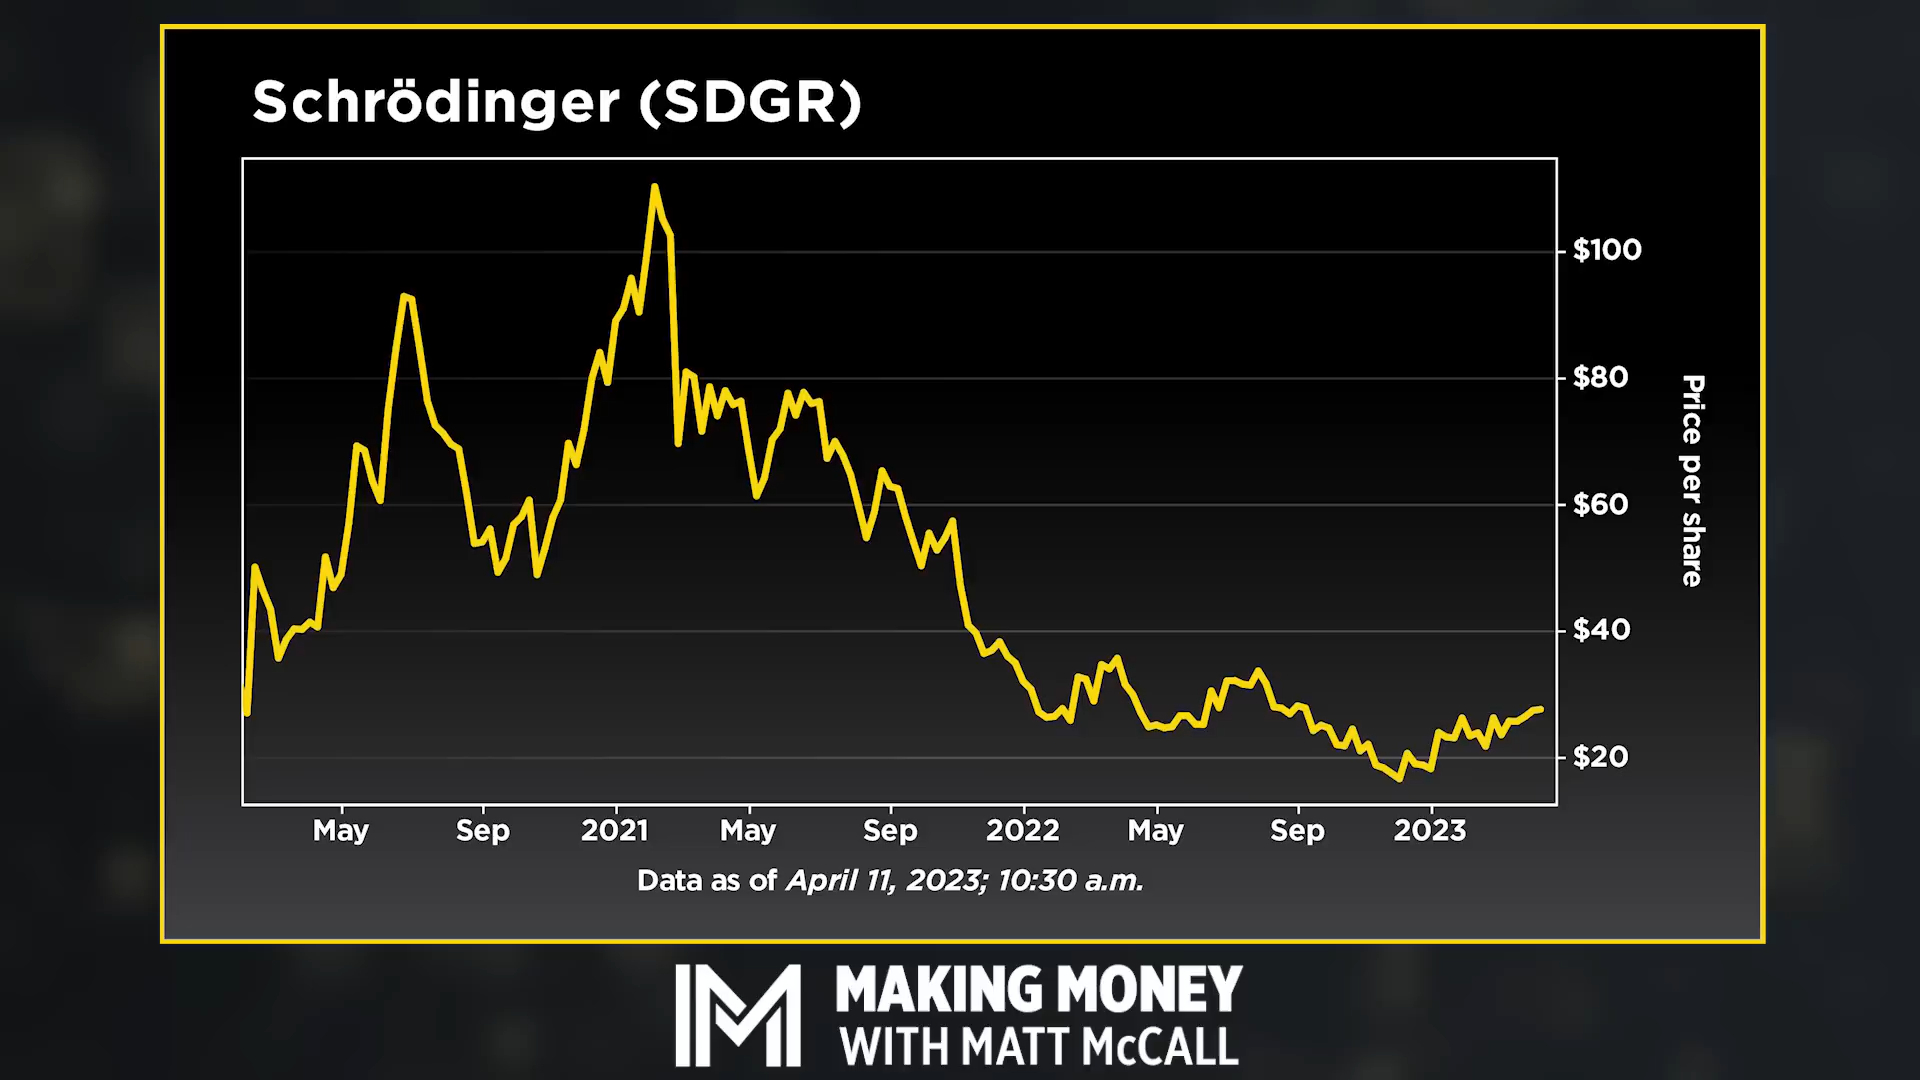 Schrödinger (SDGR)
$100
$80
$60
$40
$20
Price per share
May Sep 2021 May Sep 2022 May Sep 2023
Data as of April 11, 2023; 10:30 a.m.
MAKING MONEY
WITH MATT McCALL